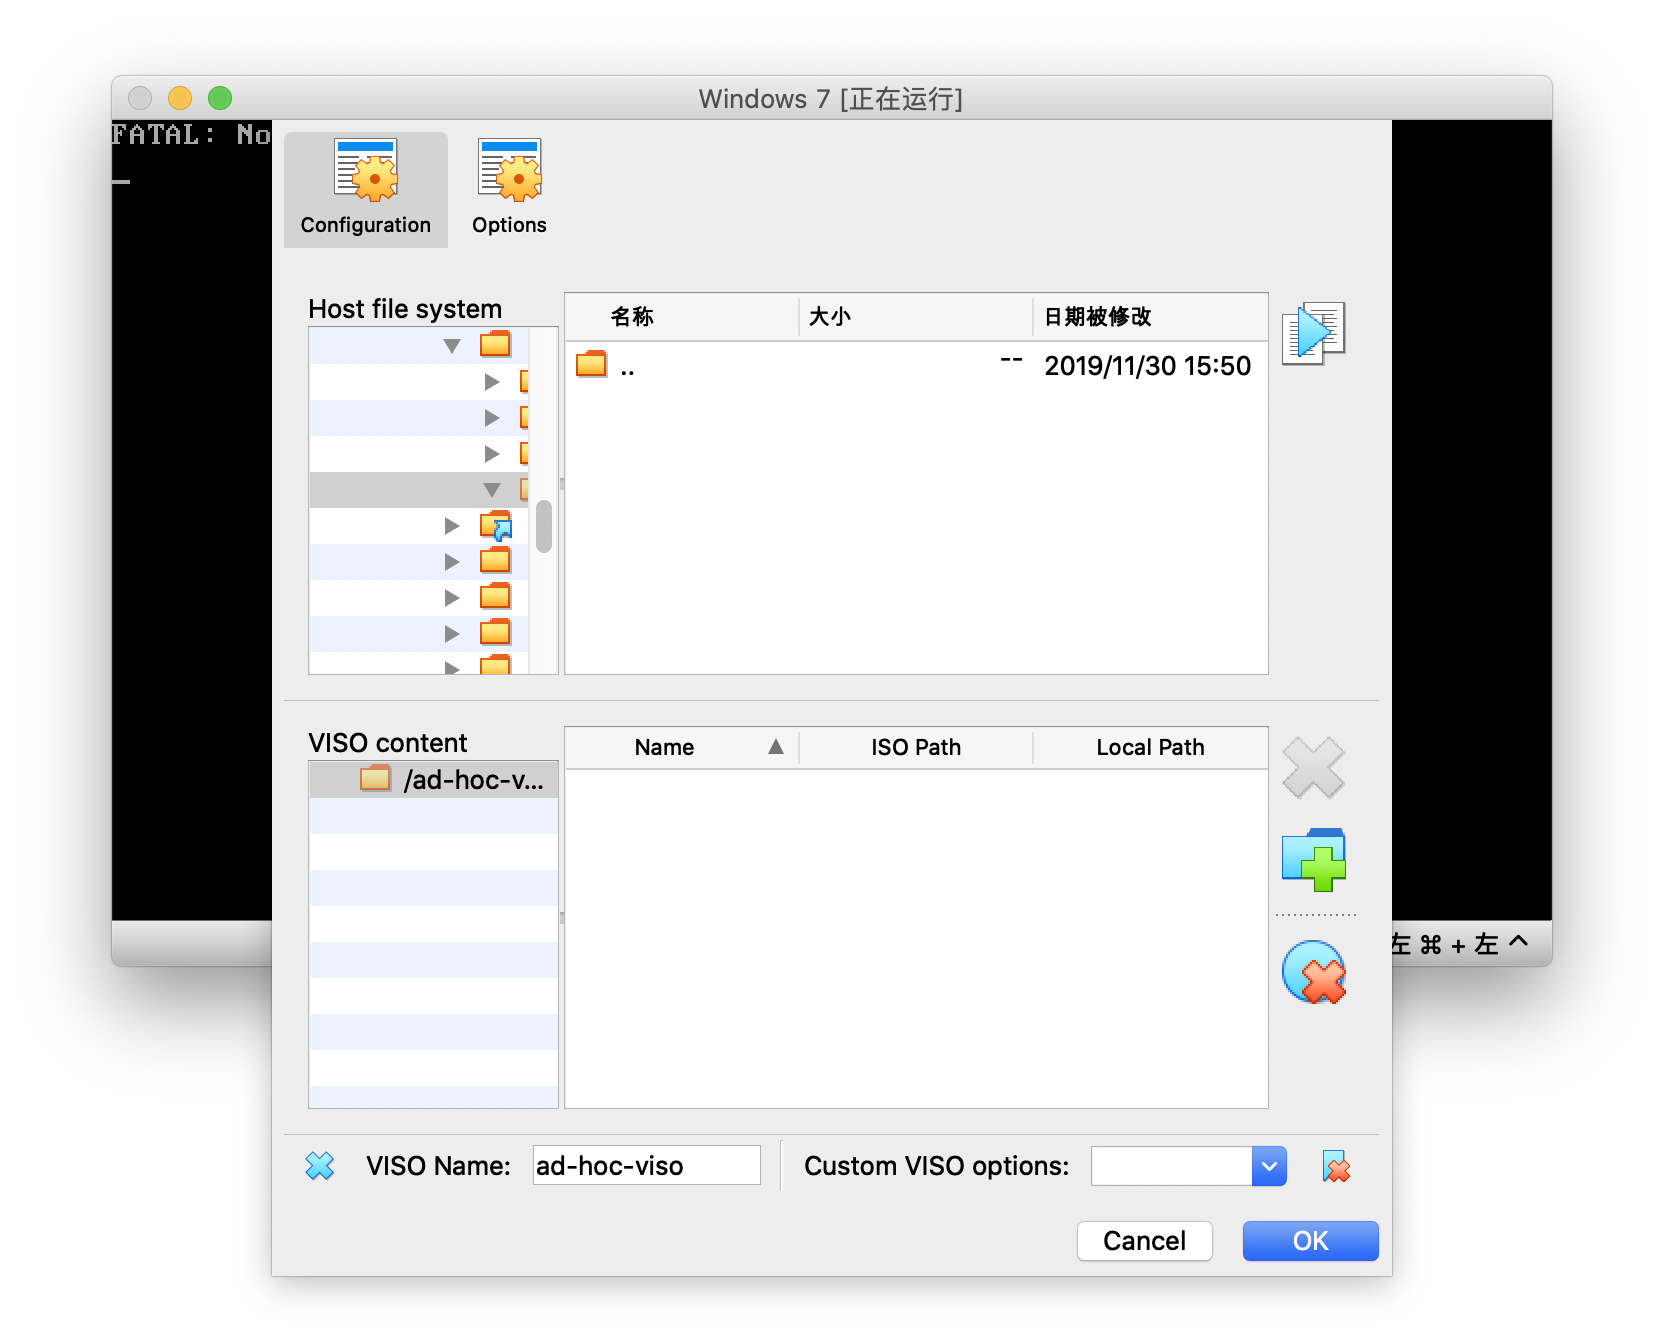 Windows 7 [正在运行]
FATAL: No
Configuration
Options
Host file system
名称 大小 日期被修改
.. -- 2019/11/30 15:50
VISO content
Name ISO Path Local Path
/ad-hoc-v...
左 ⌘ + 左 ^
VISO Name: ad-hoc-viso Custom VISO options:
Cancel OK